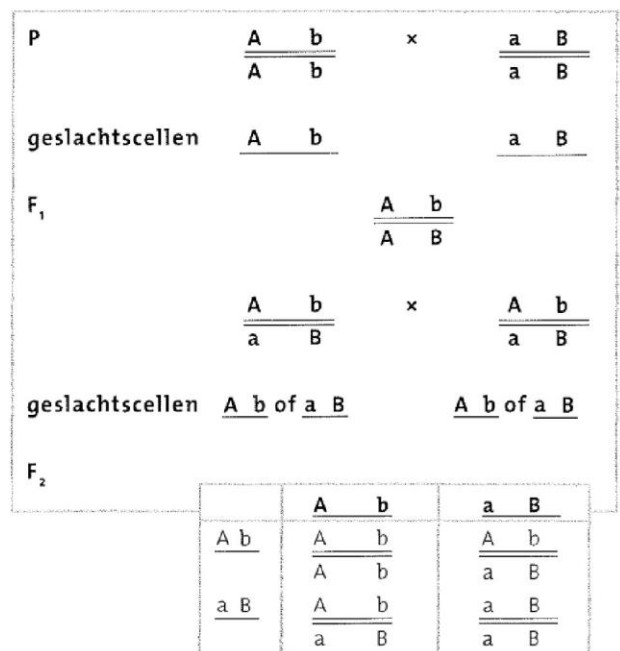 P A b × a B
A b a B
geslachtscellen A b a B
F₁ A b
A B
A b × A b
a B a B
geslachtscellen A b of a B A b of a B
F₂
A b a B
A b A b A b
A b a B
a B A b a B
a B a B